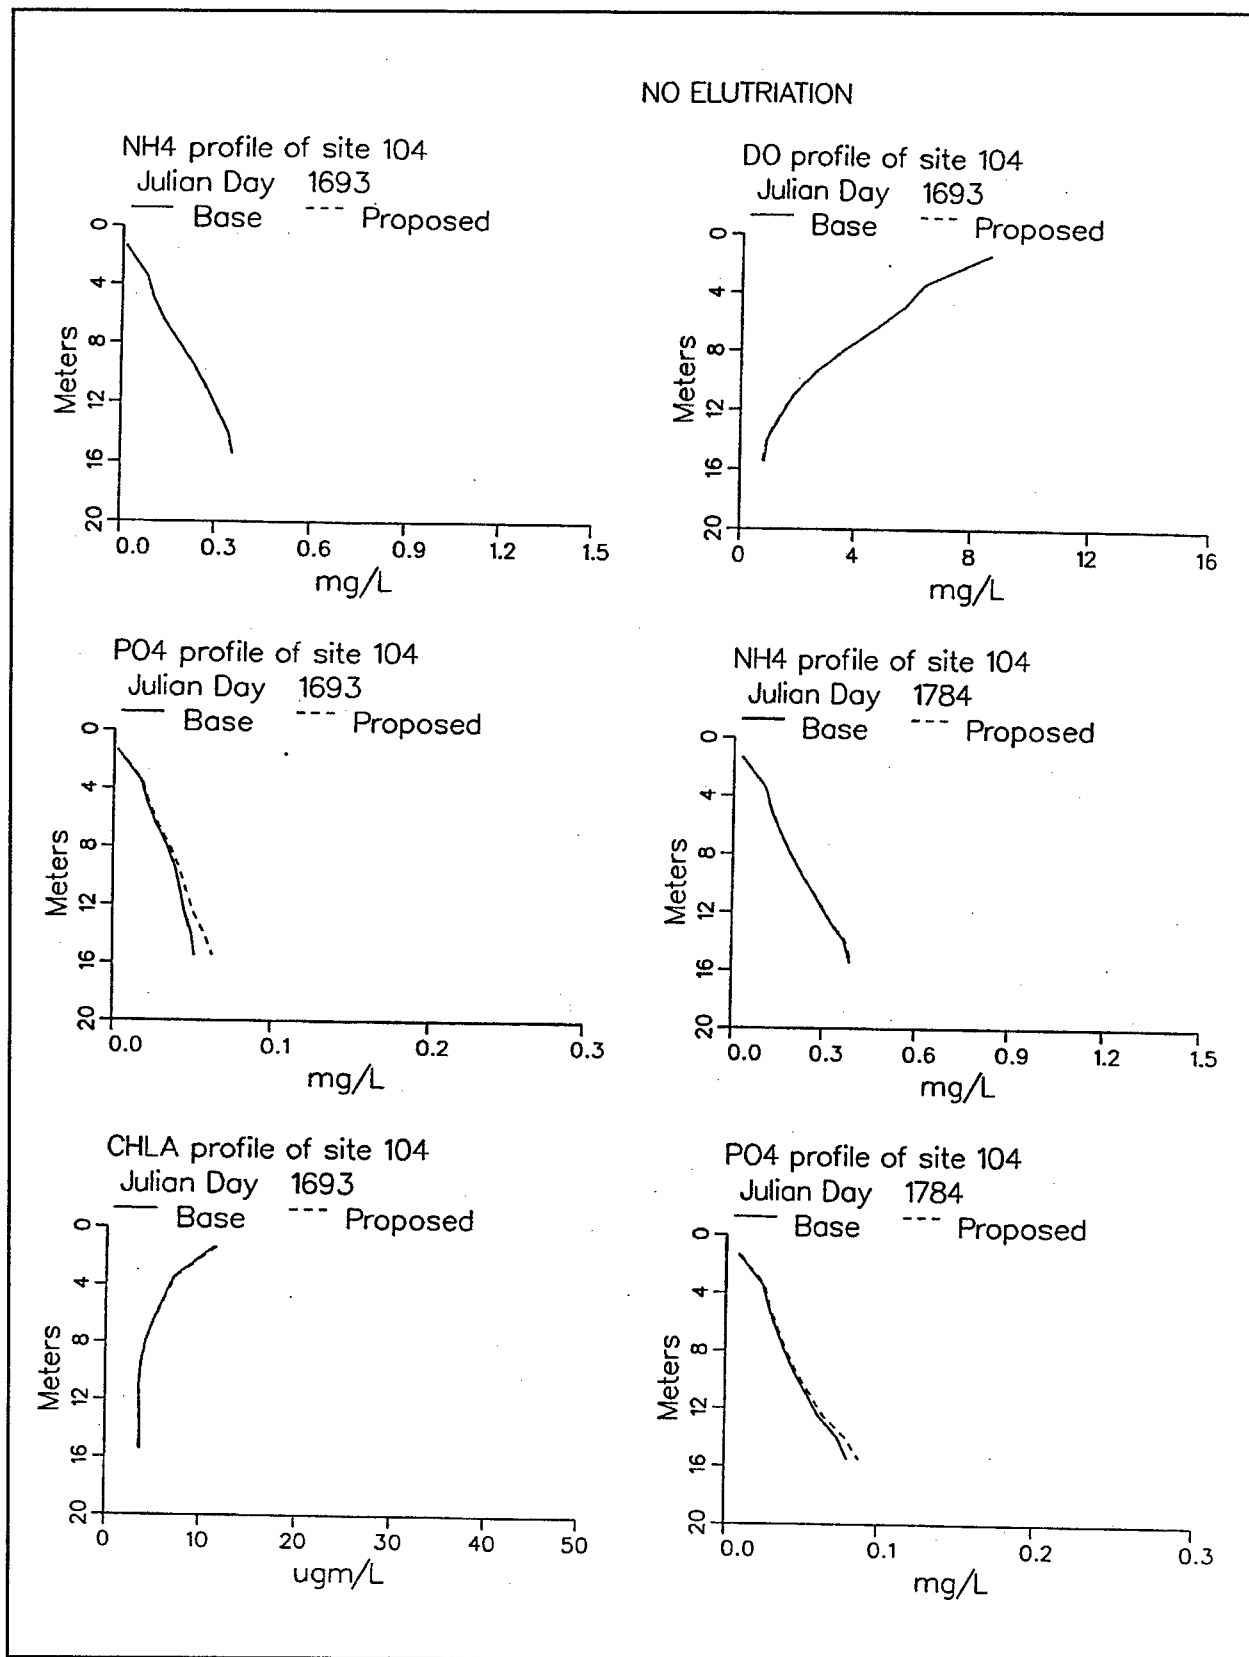 NO ELUTRIATION
NH4 profile of site 104
Julian Day 1693
Base Proposed
0
4
8
12
16
20
Meters
0.0 0.3 0.6 0.9 1.2 1.5
mg/L
DO profile of site 104
Julian Day 1693
Base Proposed
0
4
8
12
16
20
Meters
0 4 8 12 16
mg/L
PO4 profile of site 104
Julian Day 1693
Base Proposed
0
4
8
12
16
20
Meters
0.0 0.1 0.2 0.3
mg/L
NH4 profile of site 104
Julian Day 1784
Base Proposed
0
4
8
12
16
20
Meters
0.0 0.3 0.6 0.9 1.2 1.5
mg/L
CHLA profile of site 104
Julian Day 1693
Base Proposed
0
4
8
12
16
20
Meters
0 10 20 30 40 50
ugm/L
PO4 profile of site 104
Julian Day 1784
Base Proposed
0
4
8
12
16
20
Meters
0.0 0.1 0.2 0.3
mg/L